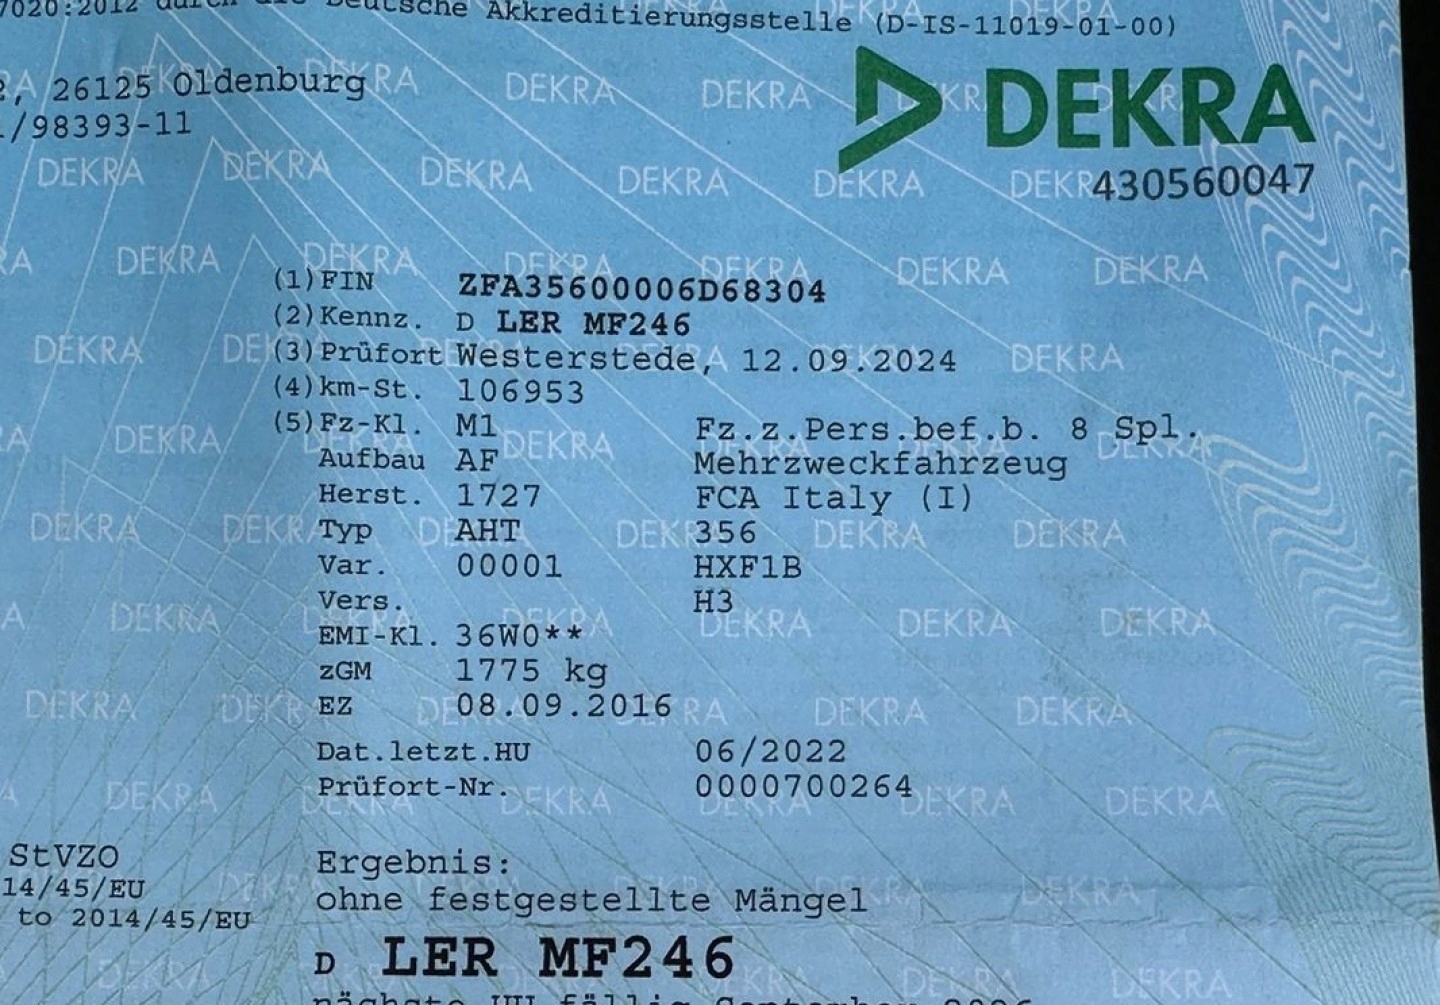 7020:2012 durch die Deutsche Akkreditierungsstelle (D-IS-11019-01-00)
26125 Oldenburg
/98393-11
DEKRA
430560047
(1) FIN ZFA35600006D68304
(2) Kennz. D LER MF246
(3) Prüfort Westerstede, 12.09.2024
(4) km-St. 106953
(5) Fz-Kl. M1 Fz.z.Pers.bef.b. 8 Spl.
Aufbau AF Mehrzweckfahrzeug
Herst. 1727 FCA Italy (I)
Typ AHT 356
Var. 00001 HXF1B
Vers. H3
EMI-Kl. 36W0**
zGM 1775 kg
EZ 08.09.2016
Dat.letzt.HU 06/2022
Prüfort-Nr. 0000700264
StVZO
14/45/EU
to 2014/45/EU
Ergebnis:
ohne festgestellte Mängel
D LER MF246
nächste HU fällig September